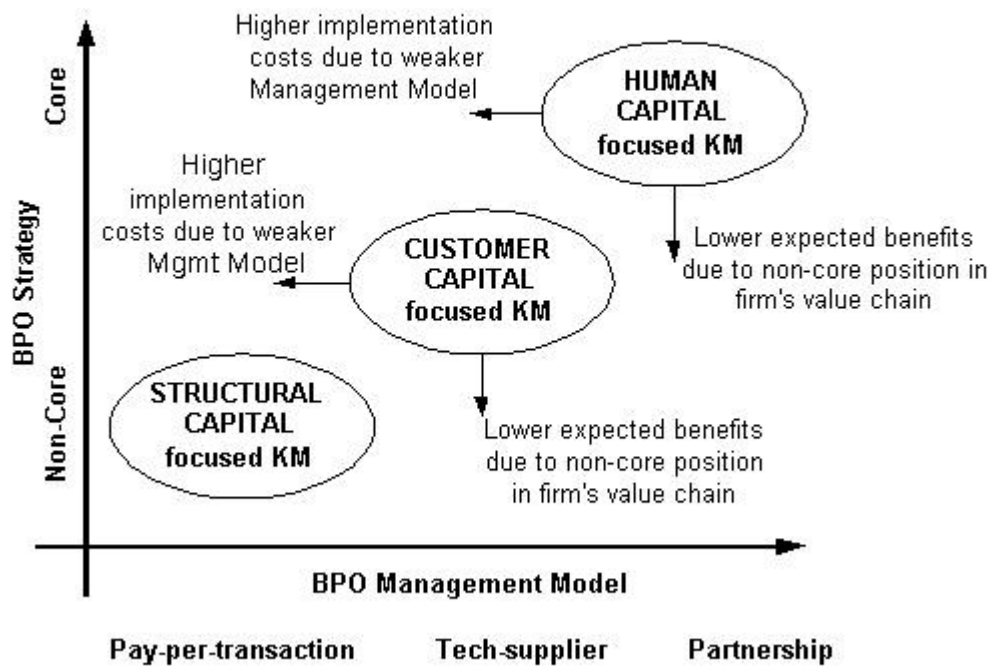 Higher implementation
costs due to weaker
Management Model
HUMAN
CAPITAL
focused KM
Core
Higher
implementation
costs due to weaker
Mgmt Model
CUSTOMER
CAPITAL
focused KM
Lower expected benefits
due to non-core position in
firm's value chain
BPO Strategy
STRUCTURAL
CAPITAL
focused KM
Non-Core
Lower expected benefits
due to non-core position
in firm's value chain
BPO Management Model
Pay-per-transaction
Tech-supplier
Partnership